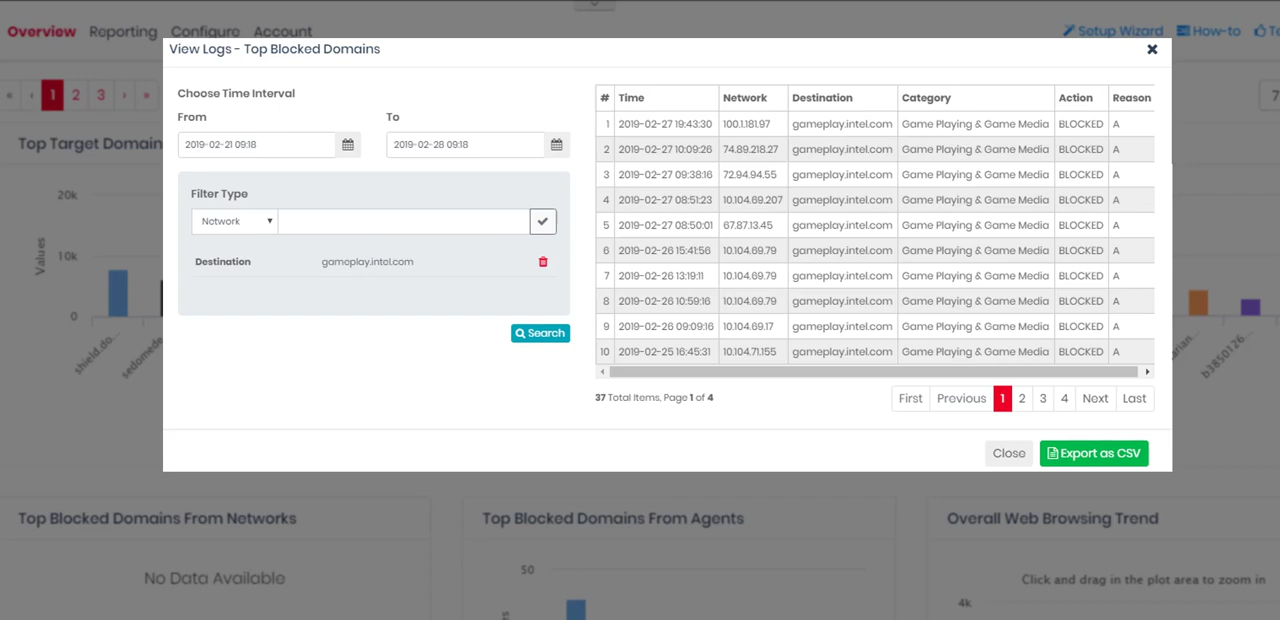 Overview Reporting Configure Account
Setup Wizard How-to
View Logs - Top Blocked Domains
« ‹ 1 2 3 › »
Top Target Domain
20k
10k
0
Values
shield.do...
sedomede
b3850126...
Choose Time Interval
From To
2019-02-21 09:18 2019-02-28 09:18
Filter Type
Network
Destination gameplay.intel.com
Search
# Time Network Destination Category Action Reason
1 2019-02-27 19:43:30 100.1.181.97 gameplay.intel.com Game Playing & Game Media BLOCKED A
2 2019-02-27 10:09:26 74.89.218.27 gameplay.intel.com Game Playing & Game Media BLOCKED A
3 2019-02-27 09:38:16 72.94.94.55 gameplay.intel.com Game Playing & Game Media BLOCKED A
4 2019-02-27 08:51:23 10.104.69.207 gameplay.intel.com Game Playing & Game Media BLOCKED A
5 2019-02-27 08:50:01 67.87.13.45 gameplay.intel.com Game Playing & Game Media BLOCKED A
6 2019-02-26 15:41:56 10.104.69.79 gameplay.intel.com Game Playing & Game Media BLOCKED A
7 2019-02-26 13:19:11 10.104.69.79 gameplay.intel.com Game Playing & Game Media BLOCKED A
8 2019-02-26 10:59:16 10.104.69.79 gameplay.intel.com Game Playing & Game Media BLOCKED A
9 2019-02-26 09:09:16 10.104.69.17 gameplay.intel.com Game Playing & Game Media BLOCKED A
10 2019-02-25 16:45:31 10.104.71.155 gameplay.intel.com Game Playing & Game Media BLOCKED A
37 Total Items, Page 1 of 4
First Previous 1 2 3 4 Next Last
Close Export as CSV
Top Blocked Domains From Networks
No Data Available
Top Blocked Domains From Agents
50
Overall Web Browsing Trend
Click and drag in the plot area to zoom in
4k